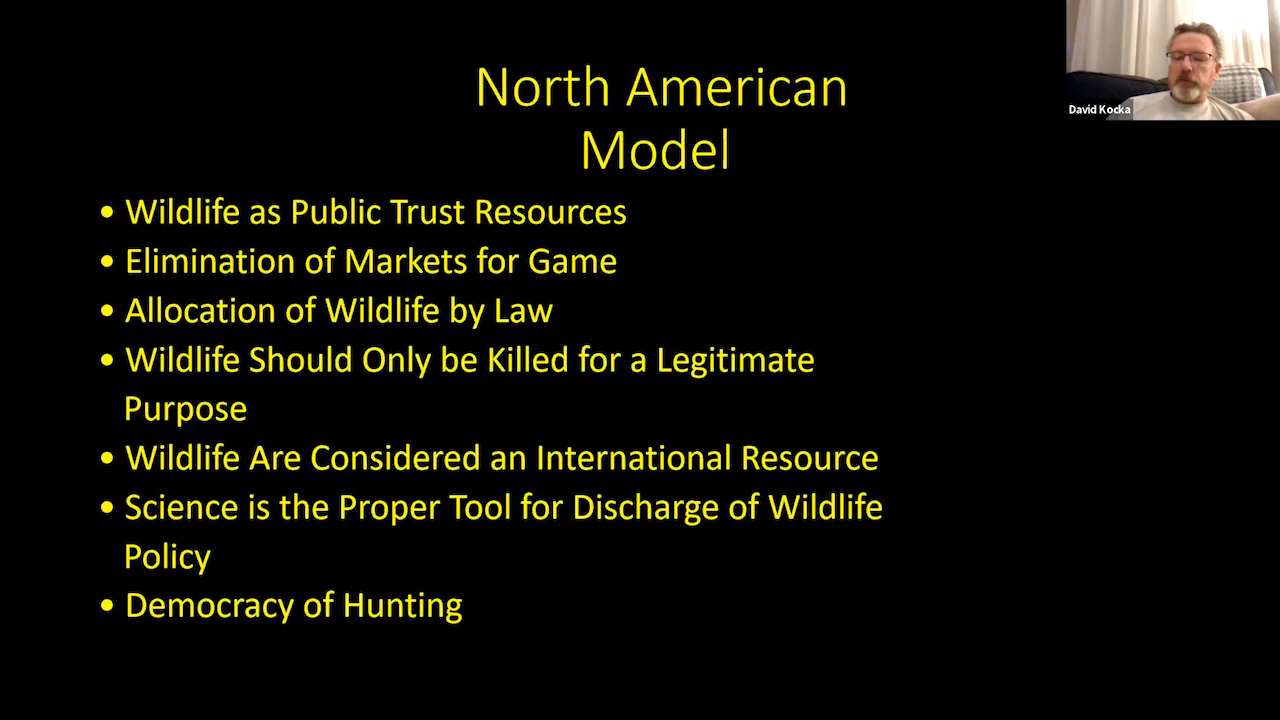 North American
Model
David Kocka
• Wildlife as Public Trust Resources
• Elimination of Markets for Game
• Allocation of Wildlife by Law
• Wildlife Should Only be Killed for a Legitimate
Purpose
• Wildlife Are Considered an International Resource
• Science is the Proper Tool for Discharge of Wildlife
Policy
• Democracy of Hunting